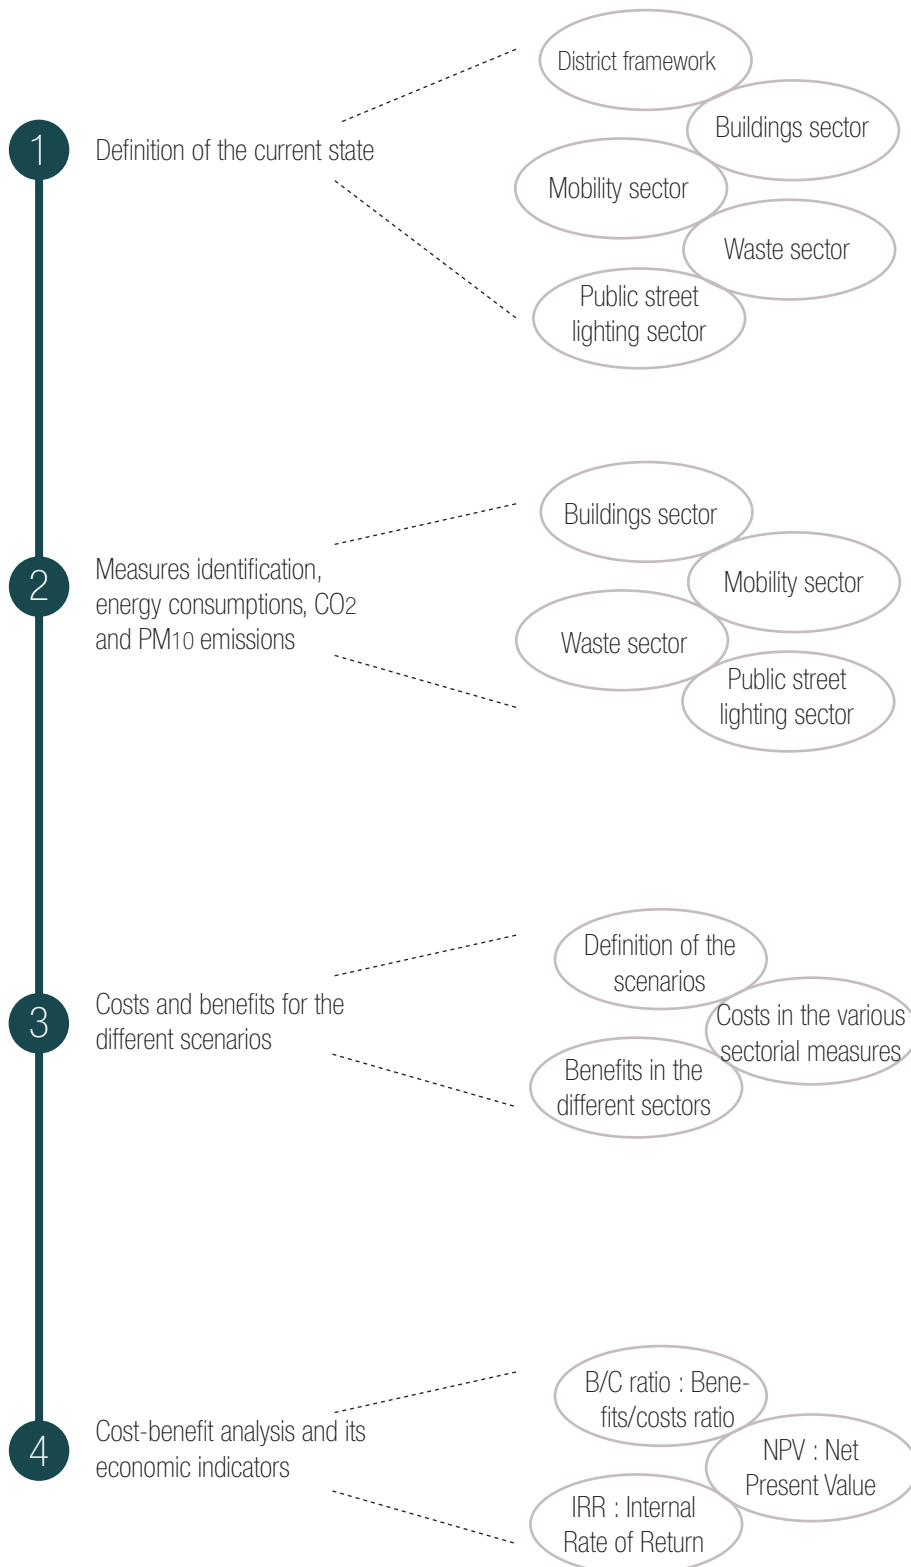 1
Definition of the current state
District framework
Buildings sector
Mobility sector
Waste sector
Public street
lighting sector
2
Measures identification,
energy consumptions, CO2
and PM10 emissions
Buildings sector
Mobility sector
Waste sector
Public street
lighting sector
3
Costs and benefits for the
different scenarios
Definition of the
scenarios
Costs in the various
sectorial measures
Benefits in the
different sectors
4
Cost-benefit analysis and its
economic indicators
B/C ratio : Bene-
fits/costs ratio
NPV : Net
Present Value
IRR : Internal
Rate of Return